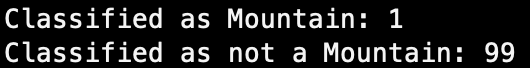 Classified as Mountain: 1
Classified as not a Mountain: 99